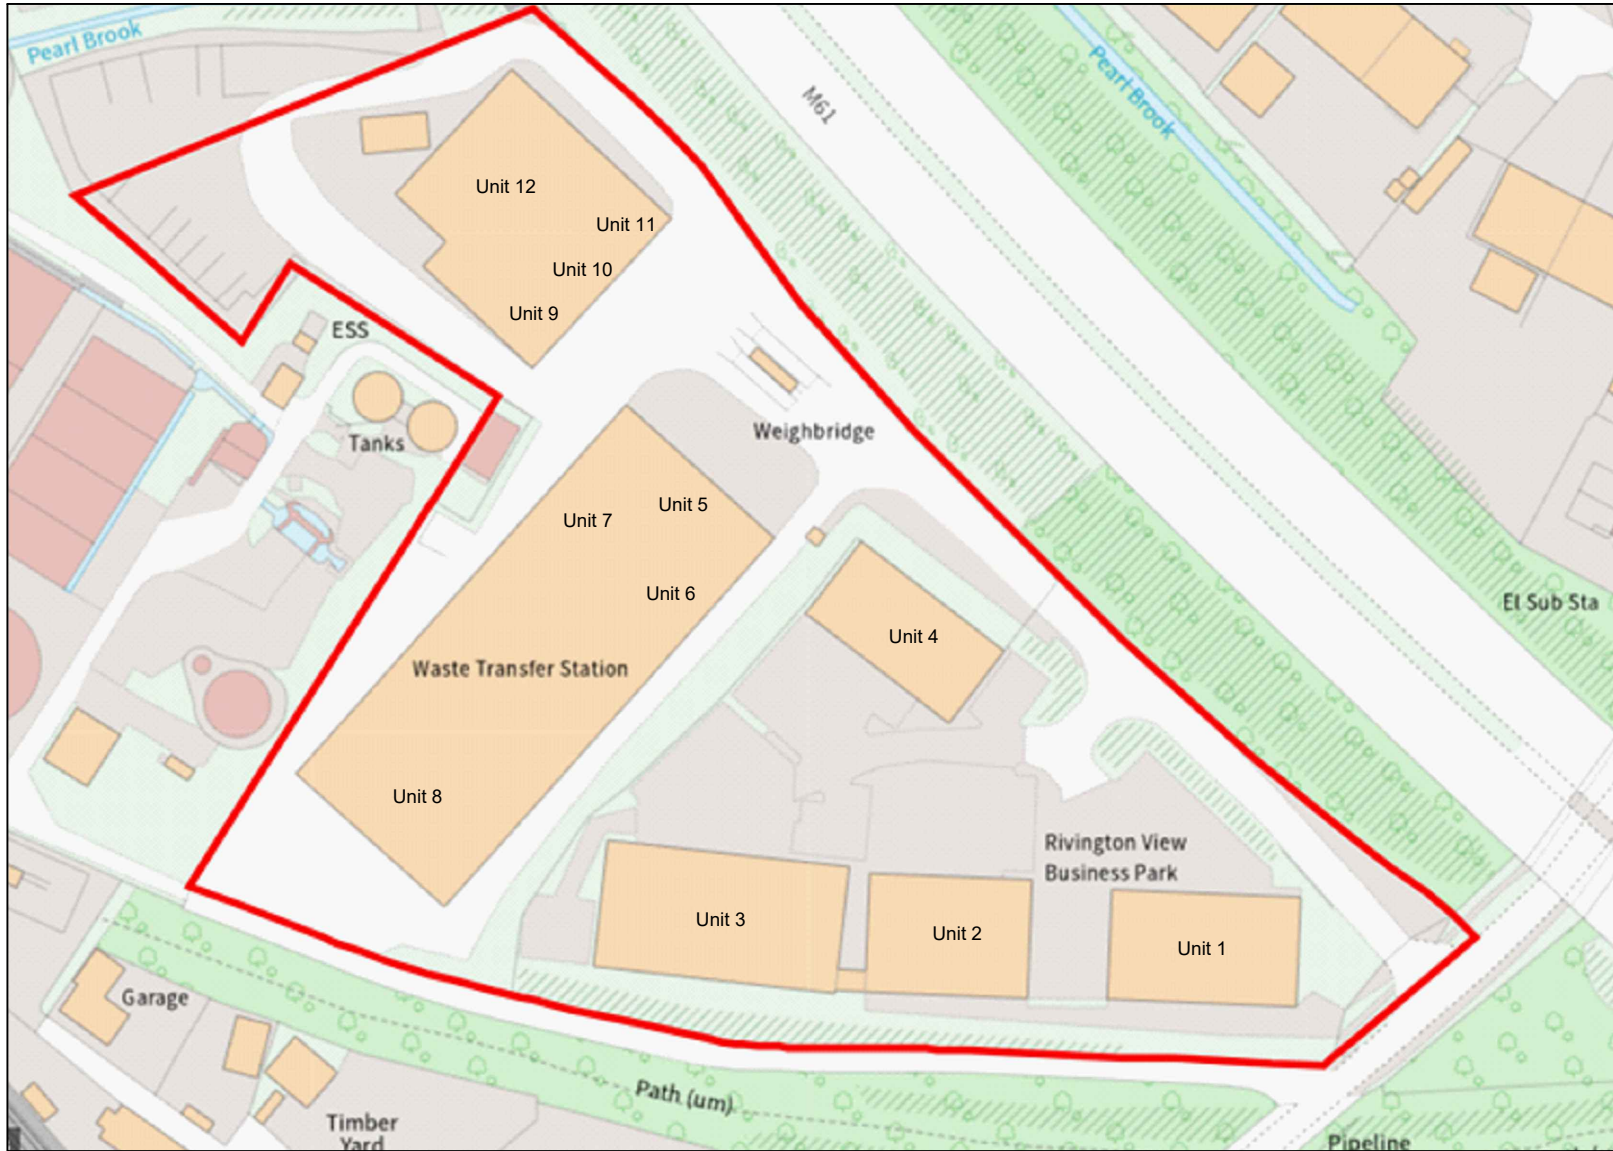 Pearl Brook
M61
Pearl Brook
Unit 12
Unit 11
Unit 10
Unit 9
ESS
Tanks
Weighbridge
Unit 7
Unit 5
Unit 6
El Sub Sta
Unit 4
Waste Transfer Station
Unit 8
Rivington View
Business Park
Unit 3
Unit 2
Unit 1
Garage
Path (um)
Timber
Yard
Pipeline